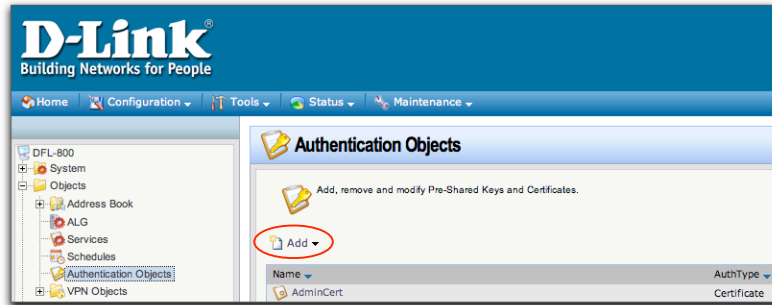 D-Link®
Building Networks for People
Home Configuration Tools Status Maintenance
DFL-800
System
Objects
Address Book
ALG
Services
Schedules
Authentication Objects
VPN Objects
Authentication Objects
Add, remove and modify Pre-Shared Keys and Certificates.
Add
Name AuthType
AdminCert Certificate